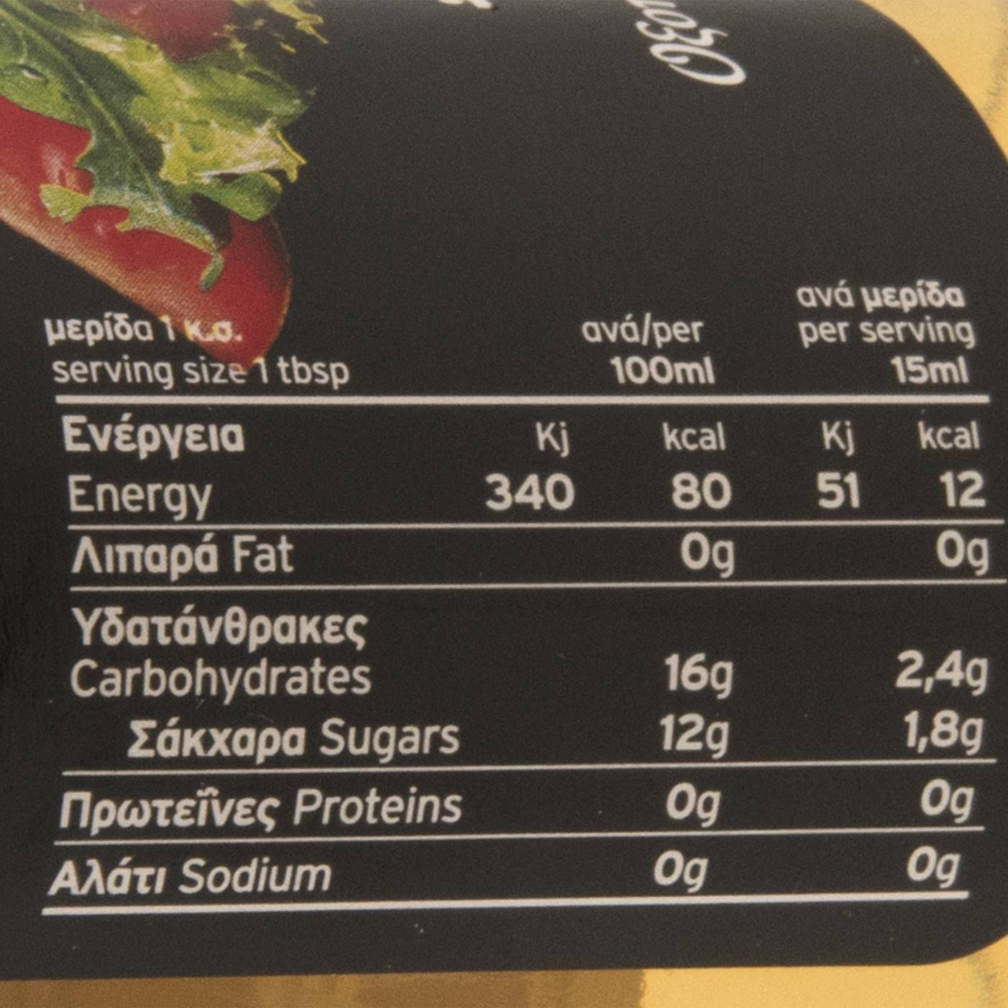 Οξο
ανά μερίδα
μερίδα 1 κ.σ. ανά/per per serving
serving size 1 tbsp 100ml 15ml
Ενέργεια Kj kcal Kj kcal
Energy 340 80 51 12
Λιπαρά Fat 0g 0g
Υδατάνθρακες
Carbohydrates 16g 2,4g
Σάκχαρα Sugars 12g 1,8g
Πρωτεΐνες Proteins 0g 0g
Αλάτι Sodium 0g 0g